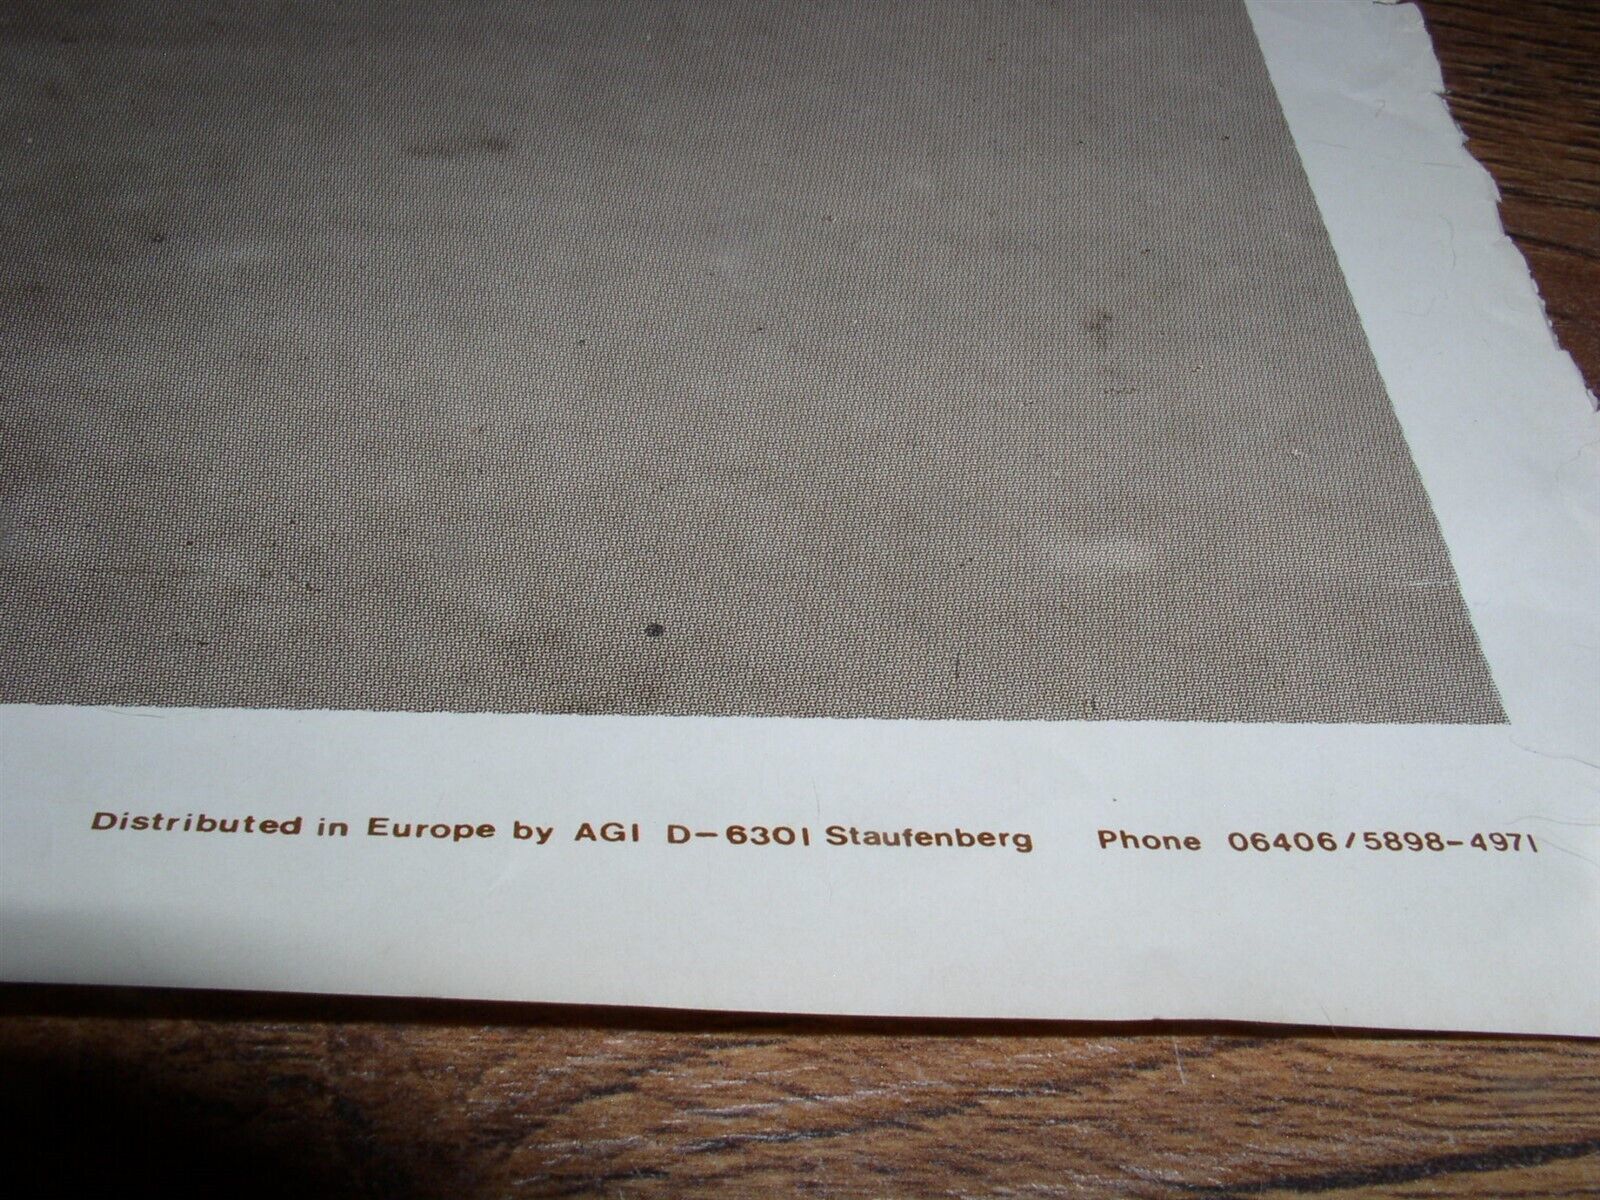 Distributed in Europe by AGI D-6301 Staufenberg Phone 06406/5898-4971